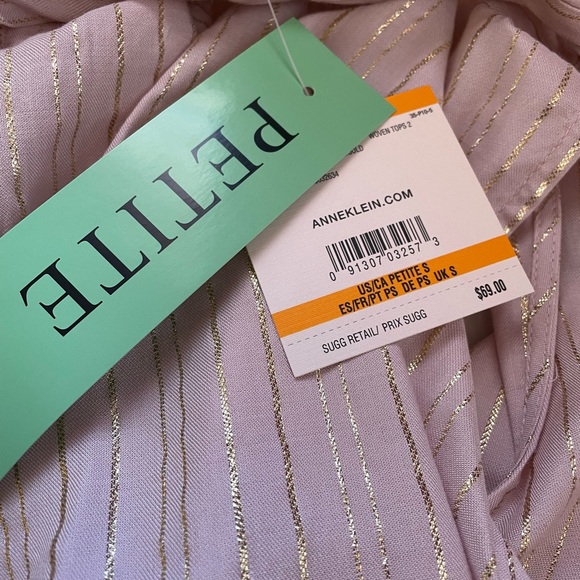 PETITE
WOVEN TOPS 2
ANNEKLEIN.COM
0 91307 03257 3
US/CA PETITE S
ES/FR/PT PS DE PS UK S
$69.00
SUGG RETAIL/ PRIX SUGG